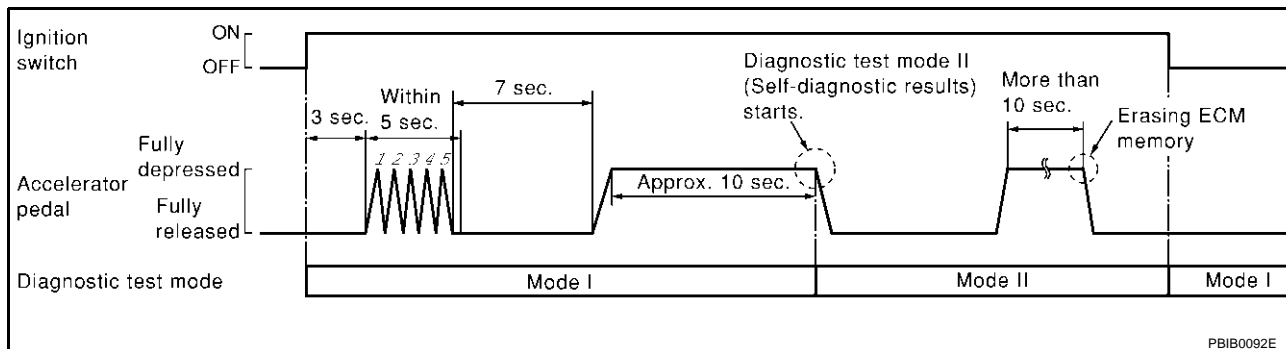 Ignition
switch
ON
OFF
Diagnostic test mode II
(Self-diagnostic results)
starts.
More than
10 sec.
Erasing ECM
memory
3 sec.
Within
5 sec.
7 sec.
1 2 3 4 5
Accelerator
pedal
Fully
depressed
Fully
released
Approx. 10 sec.
Diagnostic test mode
Mode I
Mode II
Mode I
PBIB0092E